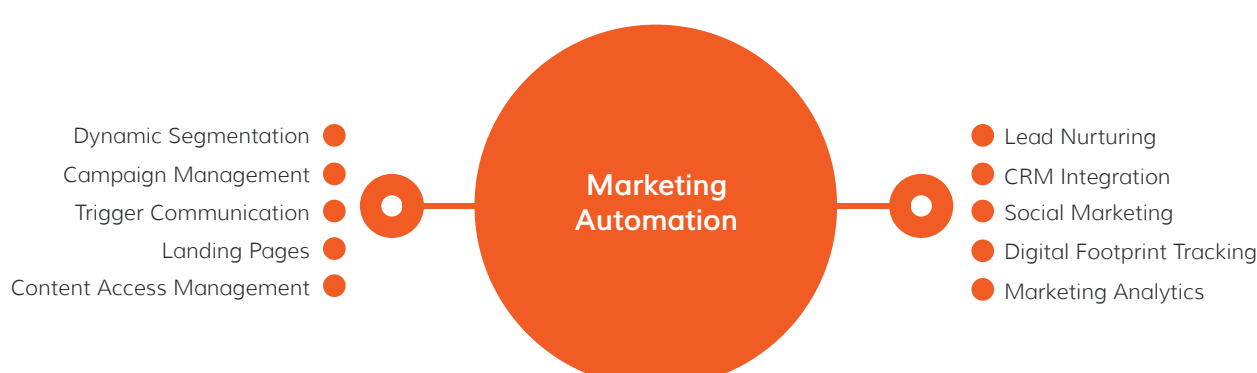 Dynamic Segmentation
Campaign Management
Trigger Communication
Landing Pages
Content Access Management
Marketing
Automation
Lead Nurturing
CRM Integration
Social Marketing
Digital Footprint Tracking
Marketing Analytics